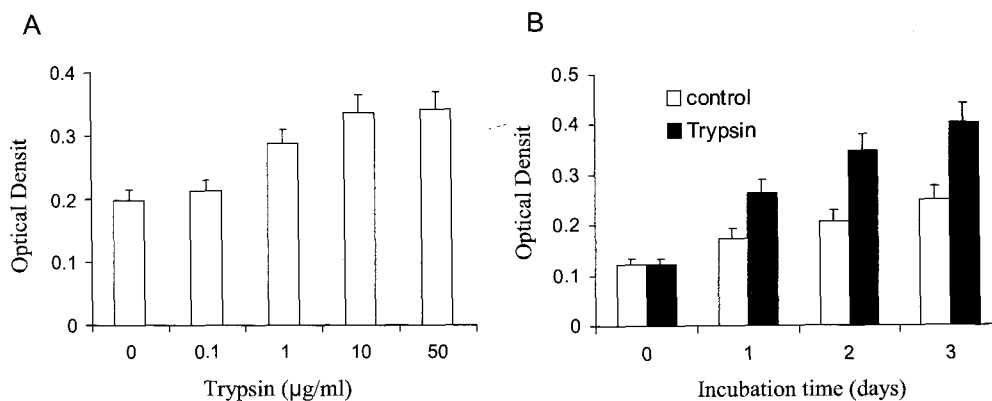 A
Optical Densit
0.4
0.3
0.2
0.1
0
0 0.1 1 10 50
Trypsin (µg/ml)
B
Optical Densit
0.5
0.4
0.3
0.2
0.1
0
control
Trypsin
0 1 2 3
Incubation time (days)